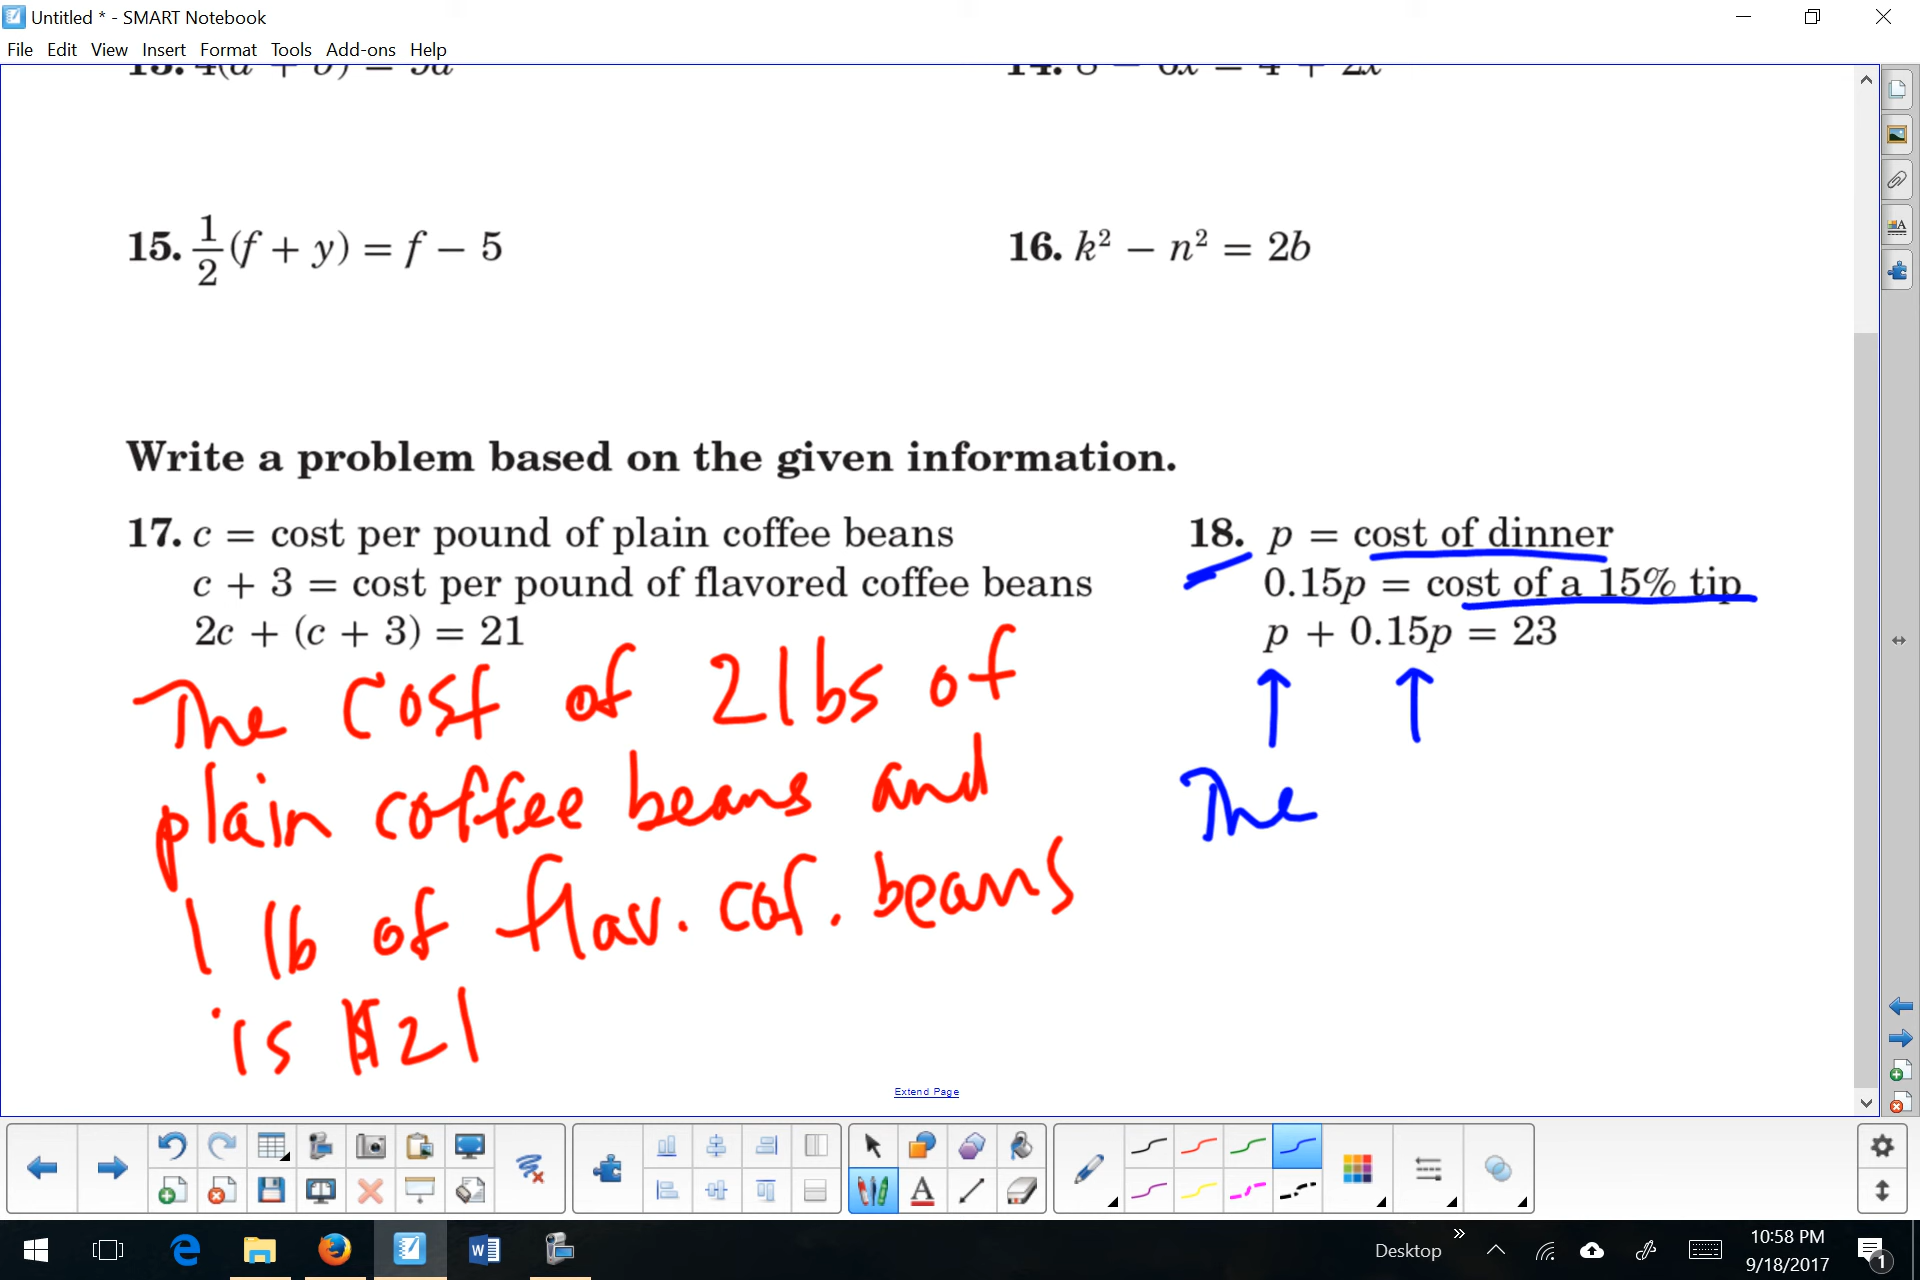 Untitled * - SMART Notebook
File Edit View Insert Format Tools Add-ons Help
15. 1/2(f + y) = f − 5
16. k² − n² = 2b
Write a problem based on the given information.
17. c = cost per pound of plain coffee beans
c + 3 = cost per pound of flavored coffee beans
2c + (c + 3) = 21
18. p = cost of dinner
0.15p = cost of a 15% tip
p + 0.15p = 23
The cost of 2 lbs of
plain coffee beans and
1 lb of flav. cof. beans
is $21
The
Extend Page
Desktop
10:58 PM
9/18/2017
1